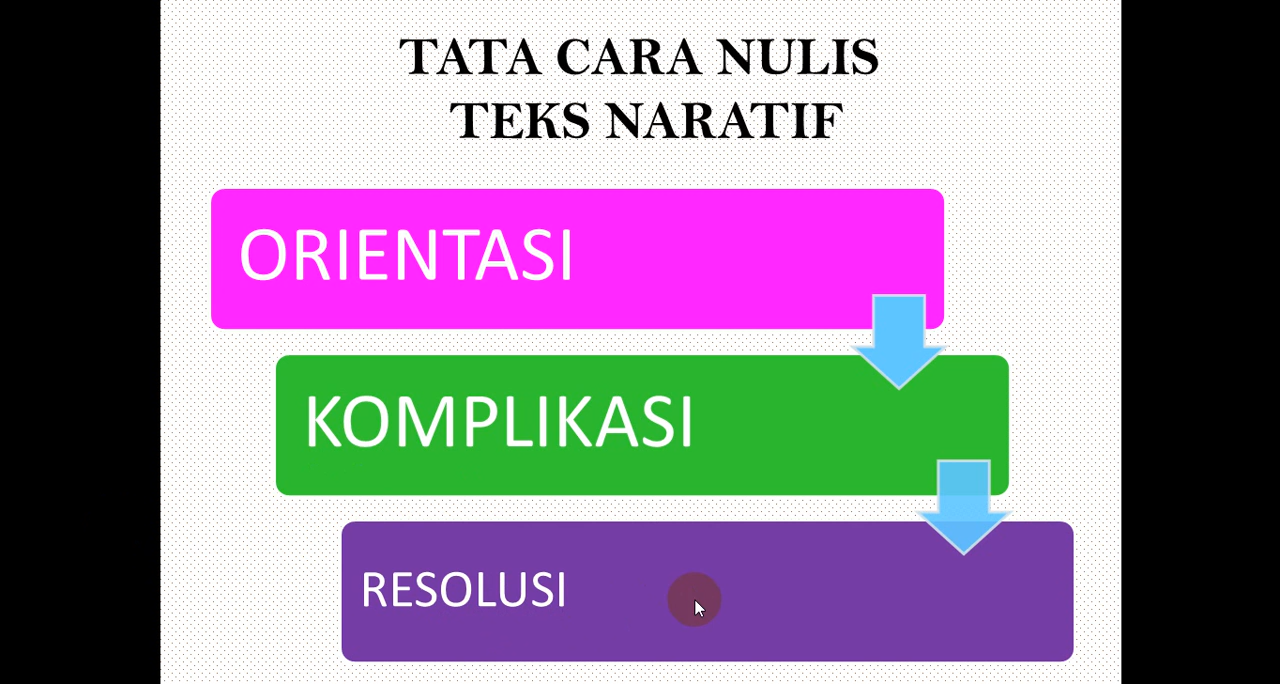 TATA CARA NULIS
TEKS NARATIF
ORIENTASI
KOMPLIKASI
RESOLUSI